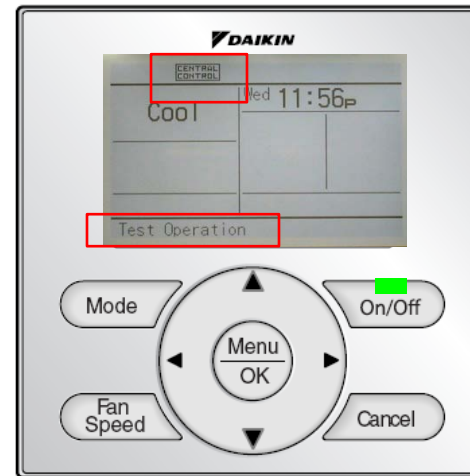 DAIKIN
CENTRAL
CONTROL
Cool
Wed 11:56P
Test Operation
Mode
On/Off
Menu
OK
Fan
Speed
Cancel